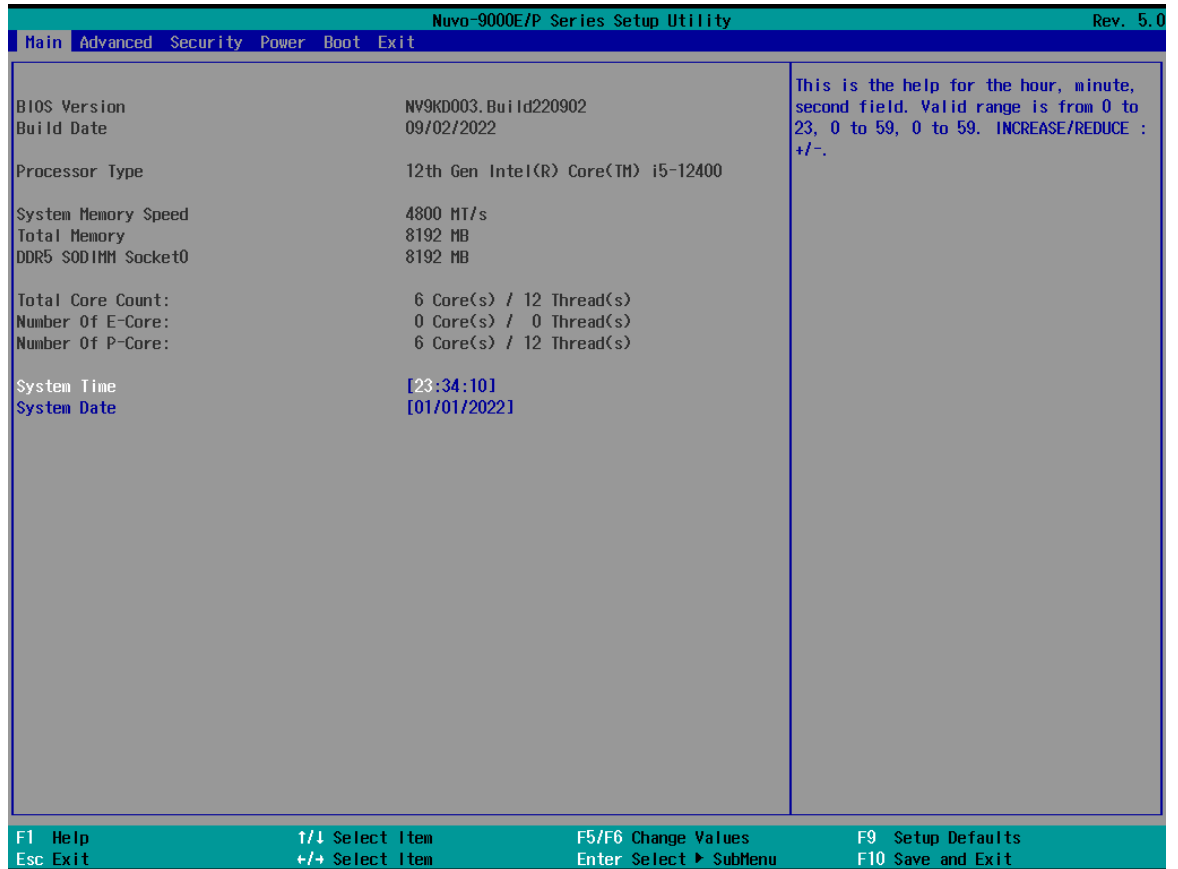 Nuvo-9000E/P Series Setup Utility Rev. 5.0
Main Advanced Security Power Boot Exit
This is the help for the hour, minute,
second field. Valid range is from 0 to
23, 0 to 59, 0 to 59. INCREASE/REDUCE :
+/-.
BIOS Version NV9KD003.Build220902
Build Date 09/02/2022
Processor Type 12th Gen Intel(R) Core(TM) i5-12400
System Memory Speed 4800 MT/s
Total Memory 8192 MB
DDR5 SODIMM Socket0 8192 MB
Total Core Count: 6 Core(s) / 12 Thread(s)
Number Of E-Core: 0 Core(s) / 0 Thread(s)
Number Of P-Core: 6 Core(s) / 12 Thread(s)
System Time [23:34:10]
System Date [01/01/2022]
F1 Help ↑/↓ Select Item F5/F6 Change Values F9 Setup Defaults
Esc Exit ←/→ Select Item Enter Select ▶ SubMenu F10 Save and Exit